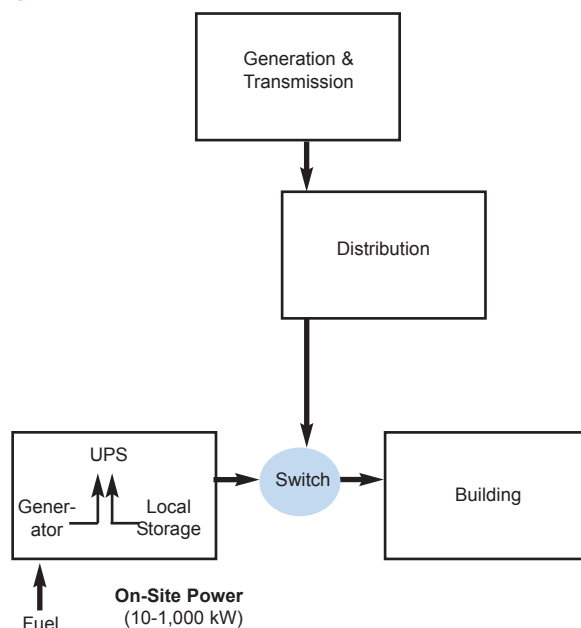 Generation &
Transmission
Distribution
UPS
Gener-
ator
Local
Storage
Switch
Building
On-Site Power
(10-1,000 kW)
Fuel